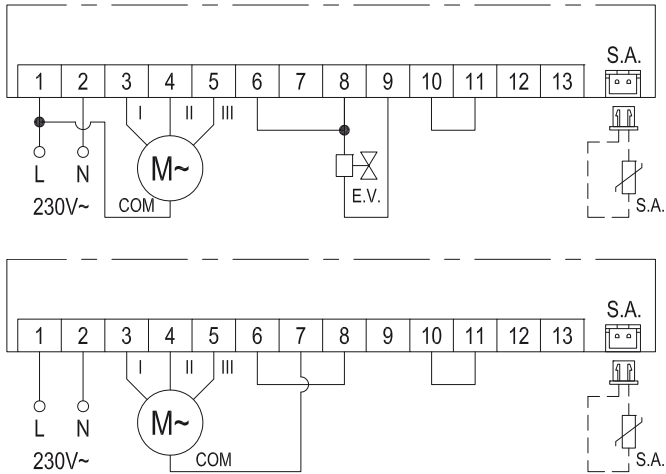 S.A.
1 2 3 4 5 6 7 8 9 10 11 12 13
I II III
M~
L N
E.V.
230V~ COM S.A.
S.A.
1 2 3 4 5 6 7 8 9 10 11 12 13
I II III
M~
L N
230V~ COM S.A.